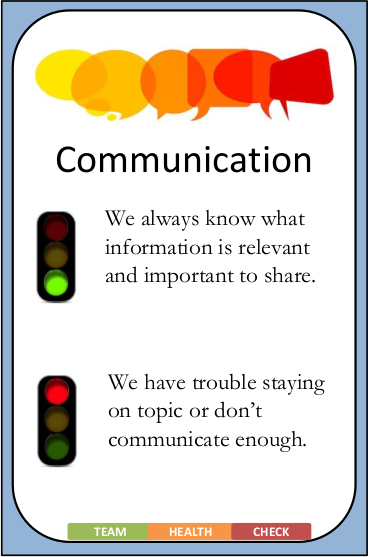 Communication
We always know what
information is relevant
and important to share.
We have trouble staying
on topic or don’t
communicate enough.
TEAM HEALTH CHECK